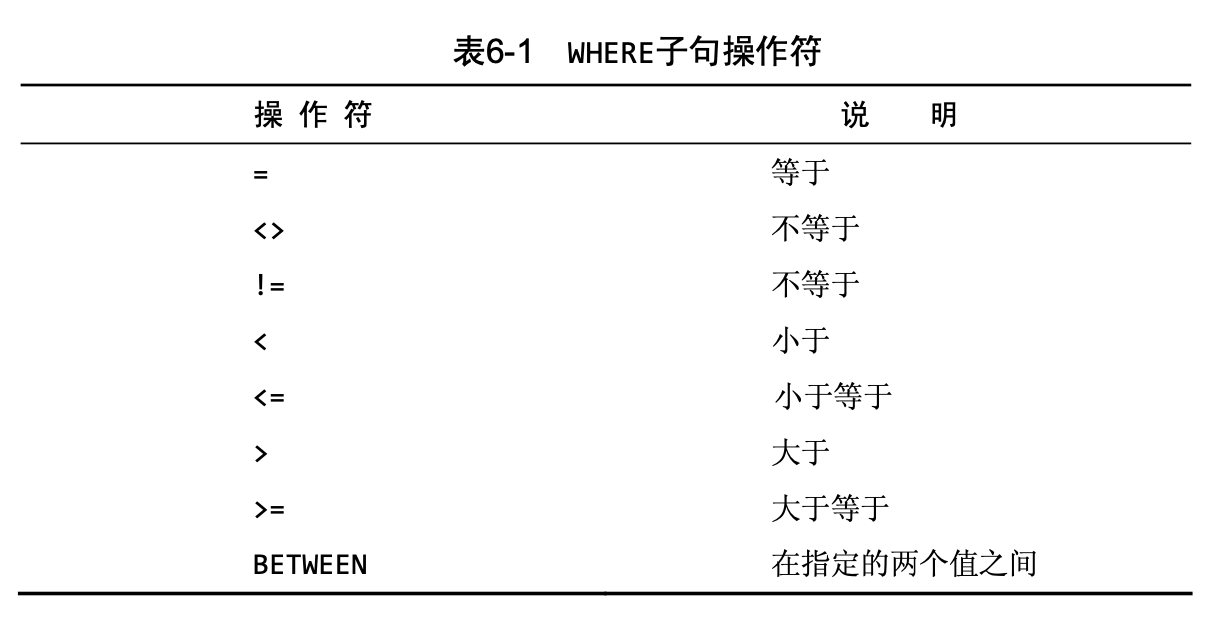 表6-1 WHERE子句操作符
操 作 符 说 明
= 等于
<> 不等于
!= 不等于
< 小于
<= 小于等于
> 大于
>= 大于等于
BETWEEN 在指定的两个值之间